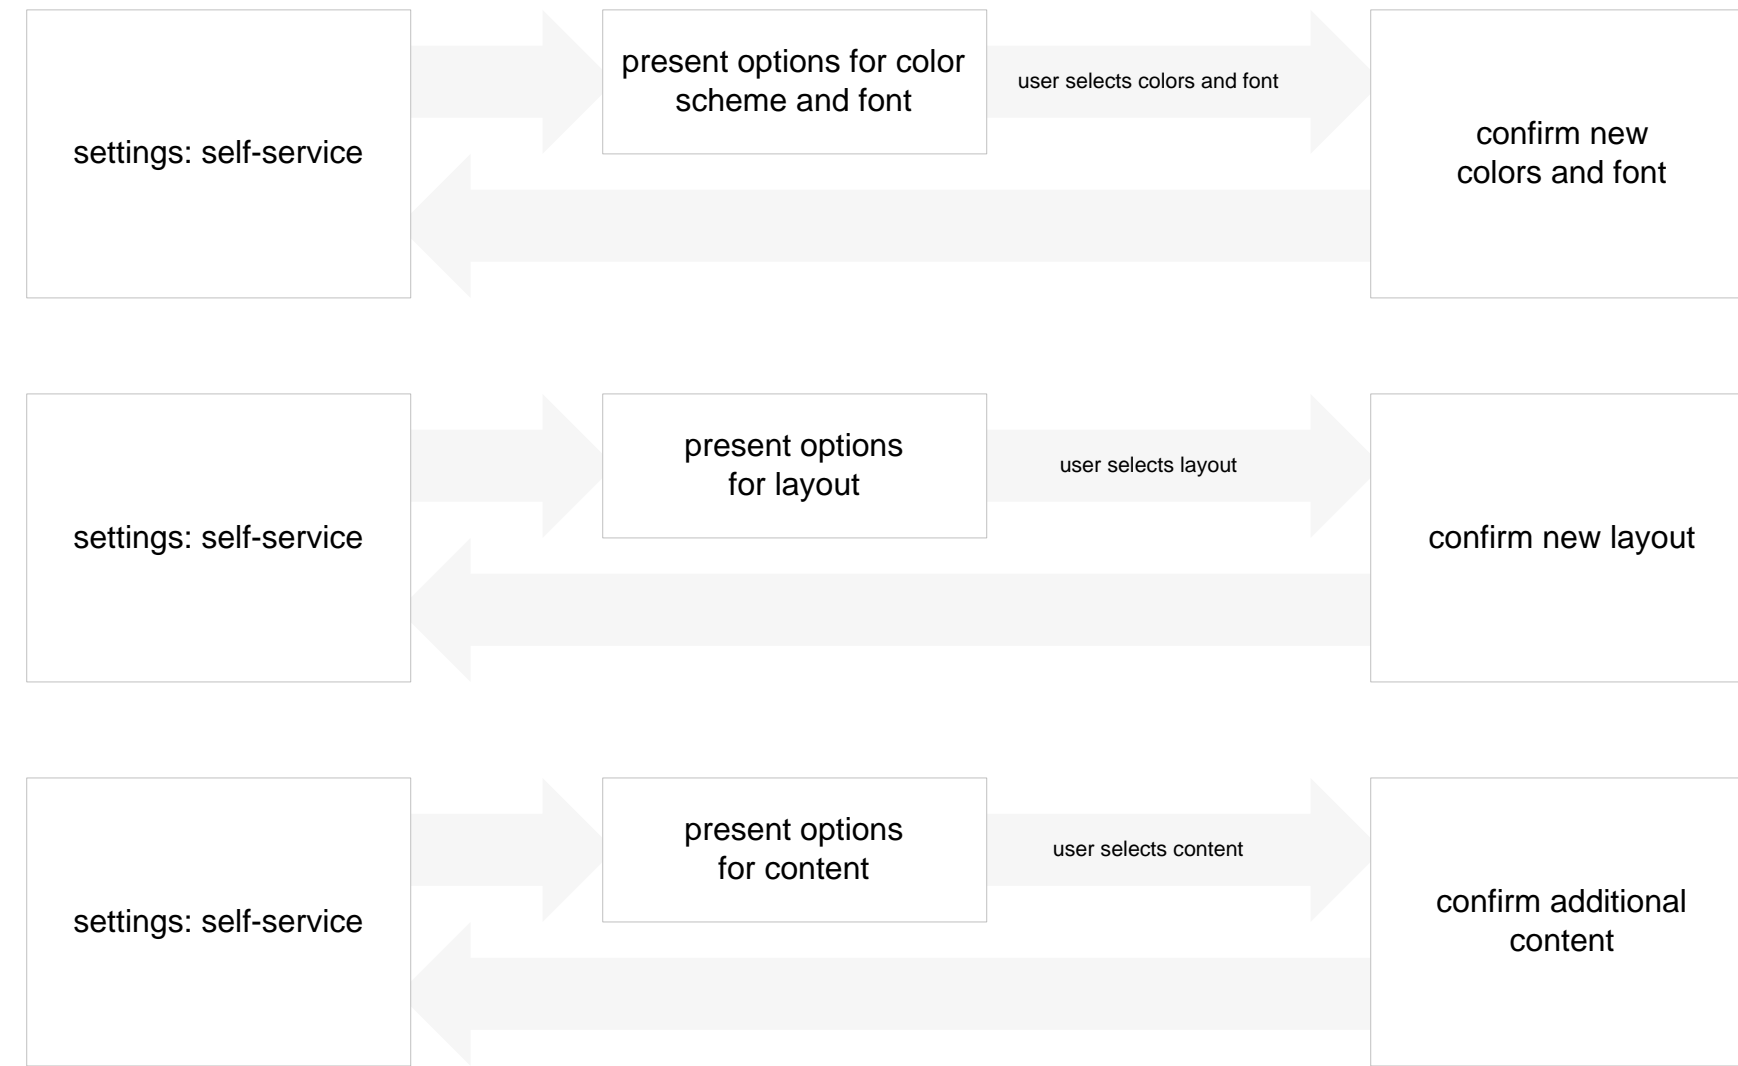 settings: self-service
present options for color
scheme and font
user selects colors and font
confirm new
colors and font
settings: self-service
present options
for layout
user selects layout
confirm new layout
settings: self-service
present options
for content
user selects content
confirm additional
content